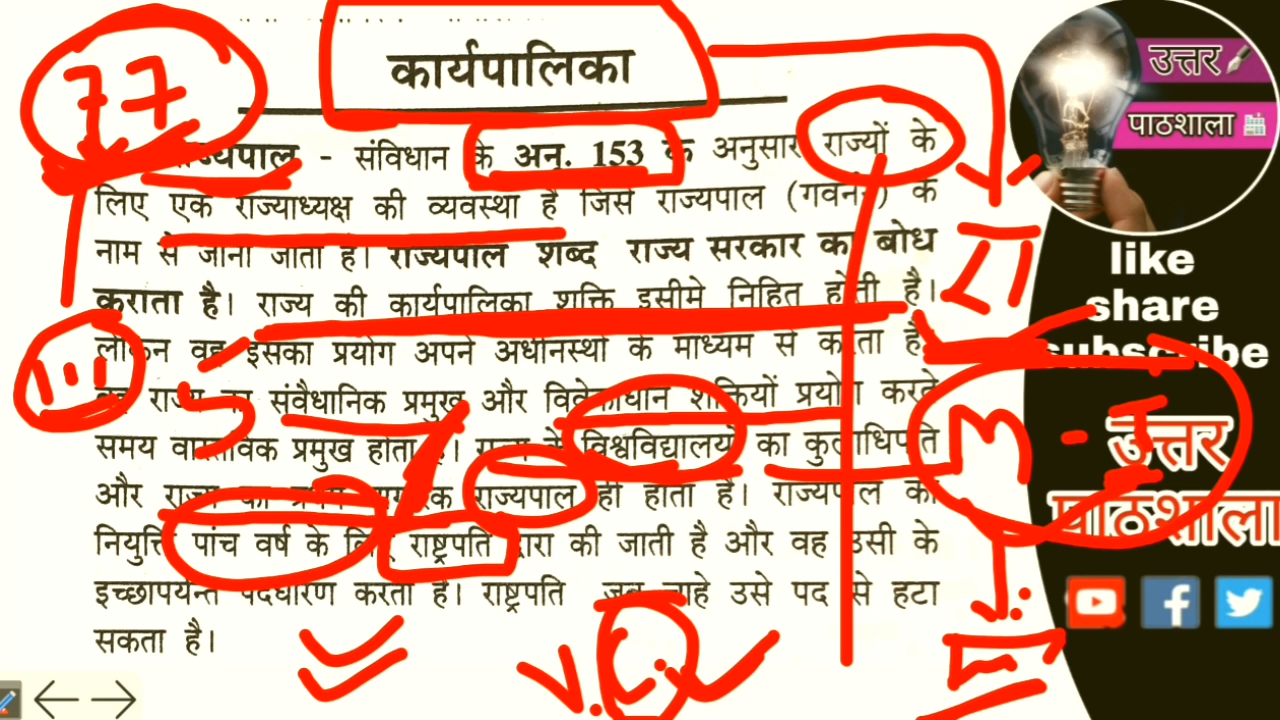 कार्यपालिका
77
राज्यपाल - संविधान के अनु. 153 के अनुसार राज्यों के
लिए एक राज्याध्यक्ष की व्यवस्था है जिसे राज्यपाल (गवर्नर) के
नाम से जाना जाता है। राज्यपाल शब्द राज्य सरकार का बोध
कराता है। राज्य की कार्यपालिका शक्ति इसीमे निहित होती है।
लेकिन वह इसका प्रयोग अपने अधीनस्थों के माध्यम से करता है,
वह राज्य का संवैधानिक प्रमुख और विवेकाधीन शक्तियों प्रयोग करते
समय वास्तविक प्रमुख होता है। राज्य के विश्वविद्यालयों का कुलाधिपति
और राज्य का प्रथम नागरिक राज्यपाल ही होता है। राज्यपाल की
नियुक्ति पांच वर्ष के लिए राष्ट्रपति द्वारा की जाती है और वह उसी के
इच्छापर्यन्त पदधारण करता है। राष्ट्रपति जब चाहे उसे पद से हटा
सकता है।
V.C.
उत्तर
पाठशाला
like
share
subscribe
उत्तर
पाठशाला